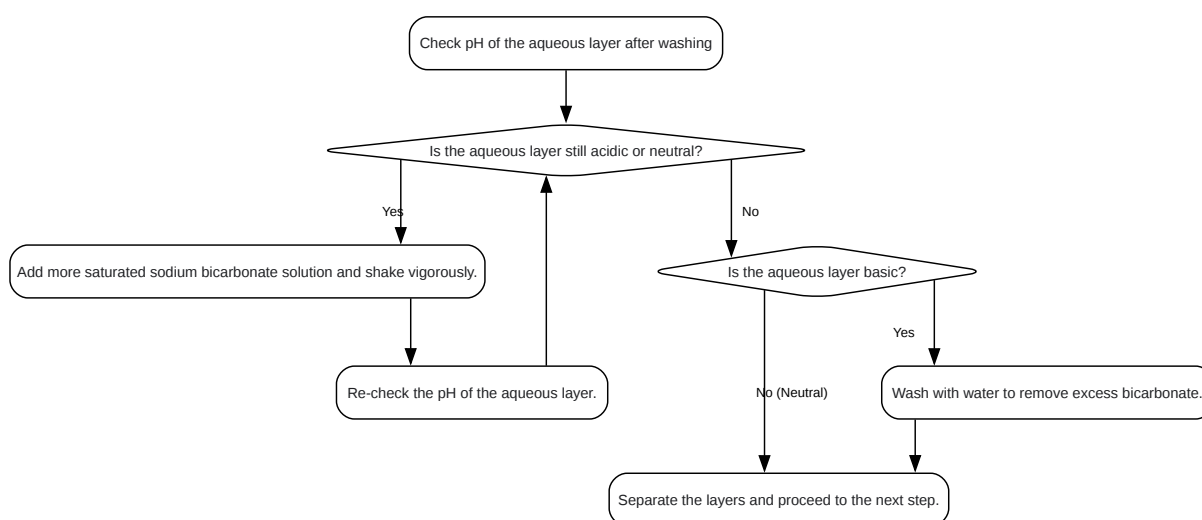 Check pH of the aqueous layer after washing
Is the aqueous layer still acidic or neutral?
Yes
No
Add more saturated sodium bicarbonate solution and shake vigorously.
Is the aqueous layer basic?
Yes
Re-check the pH of the aqueous layer.
No (Neutral)
Wash with water to remove excess bicarbonate.
Separate the layers and proceed to the next step.